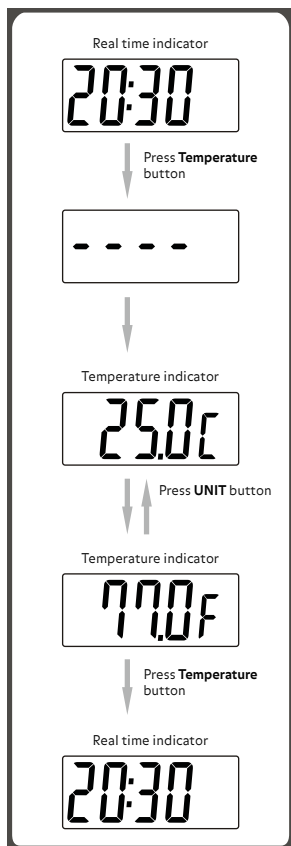 Real time indicator
20:30
Press Temperature
button
- - - -
Temperature indicator
25.0C
Press UNIT button
Temperature indicator
77.0F
Press Temperature
button
Real time indicator
20:30